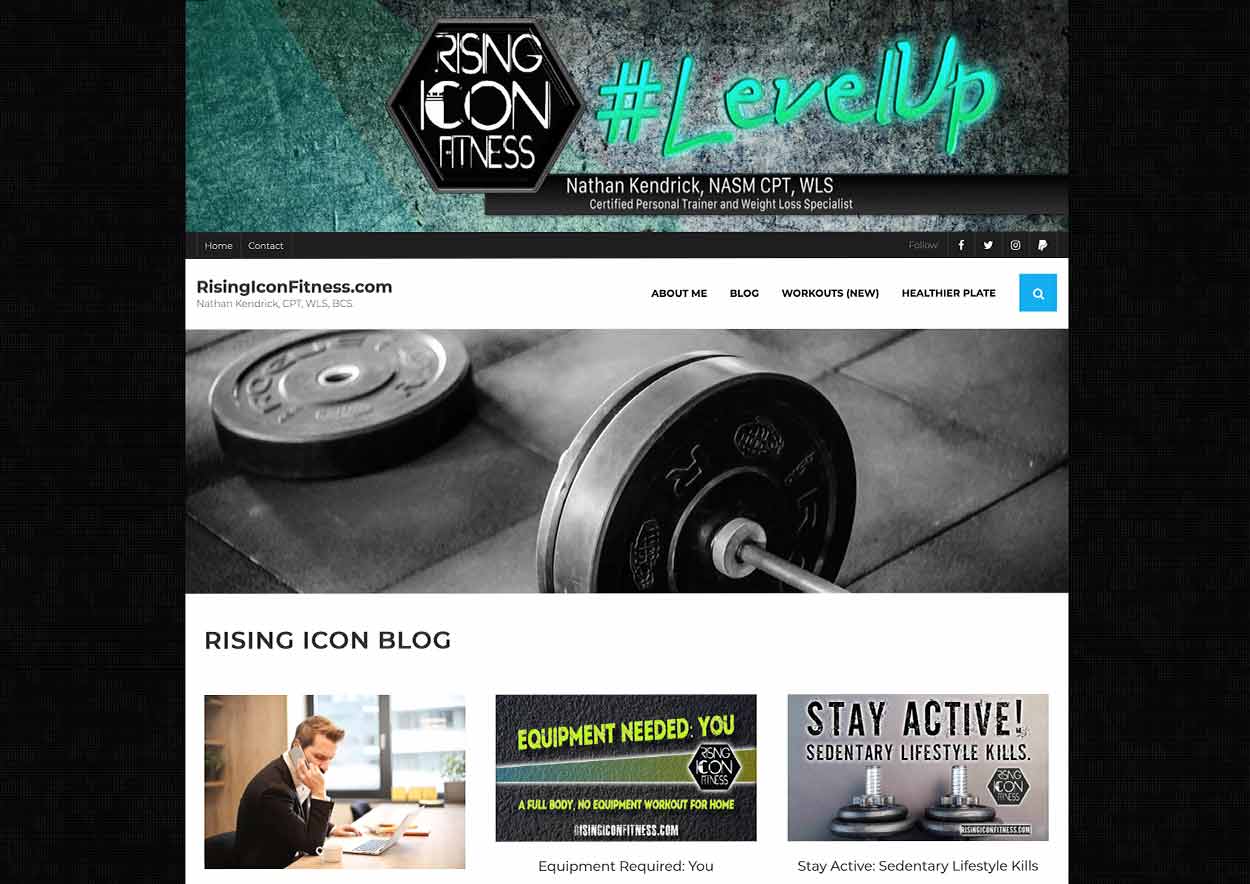 RISING
ICON
FITNESS
#LevelUp
Nathan Kendrick, NASM CPT, WLS
Certified Personal Trainer and Weight Loss Specialist
Home Contact Follow
RisingIconFitness.com
Nathan Kendrick, CPT, WLS, BCS.
ABOUT ME BLOG WORKOUTS (NEW) HEALTHIER PLATE
RISING ICON BLOG
EQUIPMENT NEEDED: YOU
RISING
ICON
FITNESS
A FULL BODY, NO EQUIPMENT WORKOUT FOR HOME
RISINGICONFITNESS.COM
Equipment Required: You
STAY ACTIVE!
SEDENTARY LIFESTYLE KILLS.
RISING
ICON
FITNESS
RISINGICONFITNESS.COM
Stay Active: Sedentary Lifestyle Kills